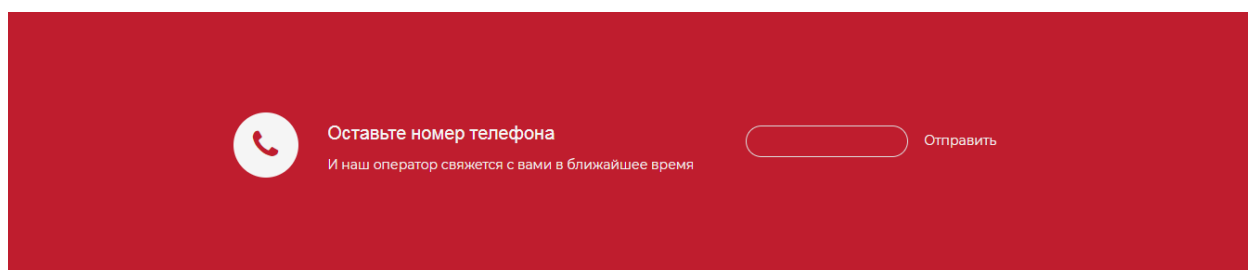 Оставьте номер телефона
И наш оператор свяжется с вами в ближайшее время
Отправить